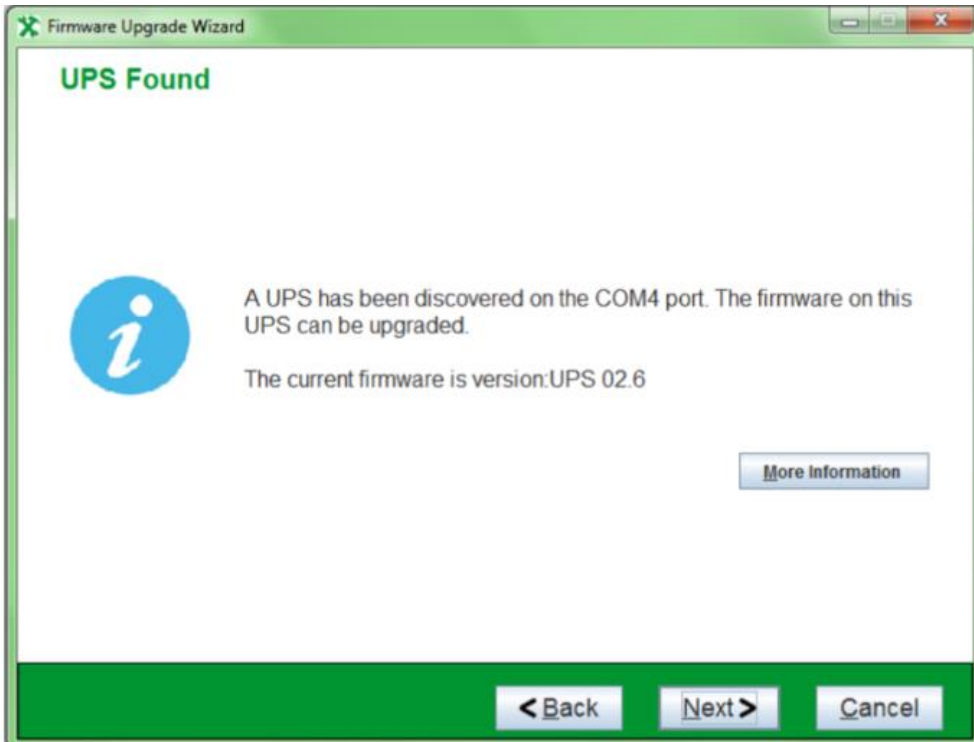 Firmware Upgrade Wizard
UPS Found
A UPS has been discovered on the COM4 port. The firmware on this
UPS can be upgraded.
The current firmware is version:UPS 02.6
More Information
< Back
Next >
Cancel